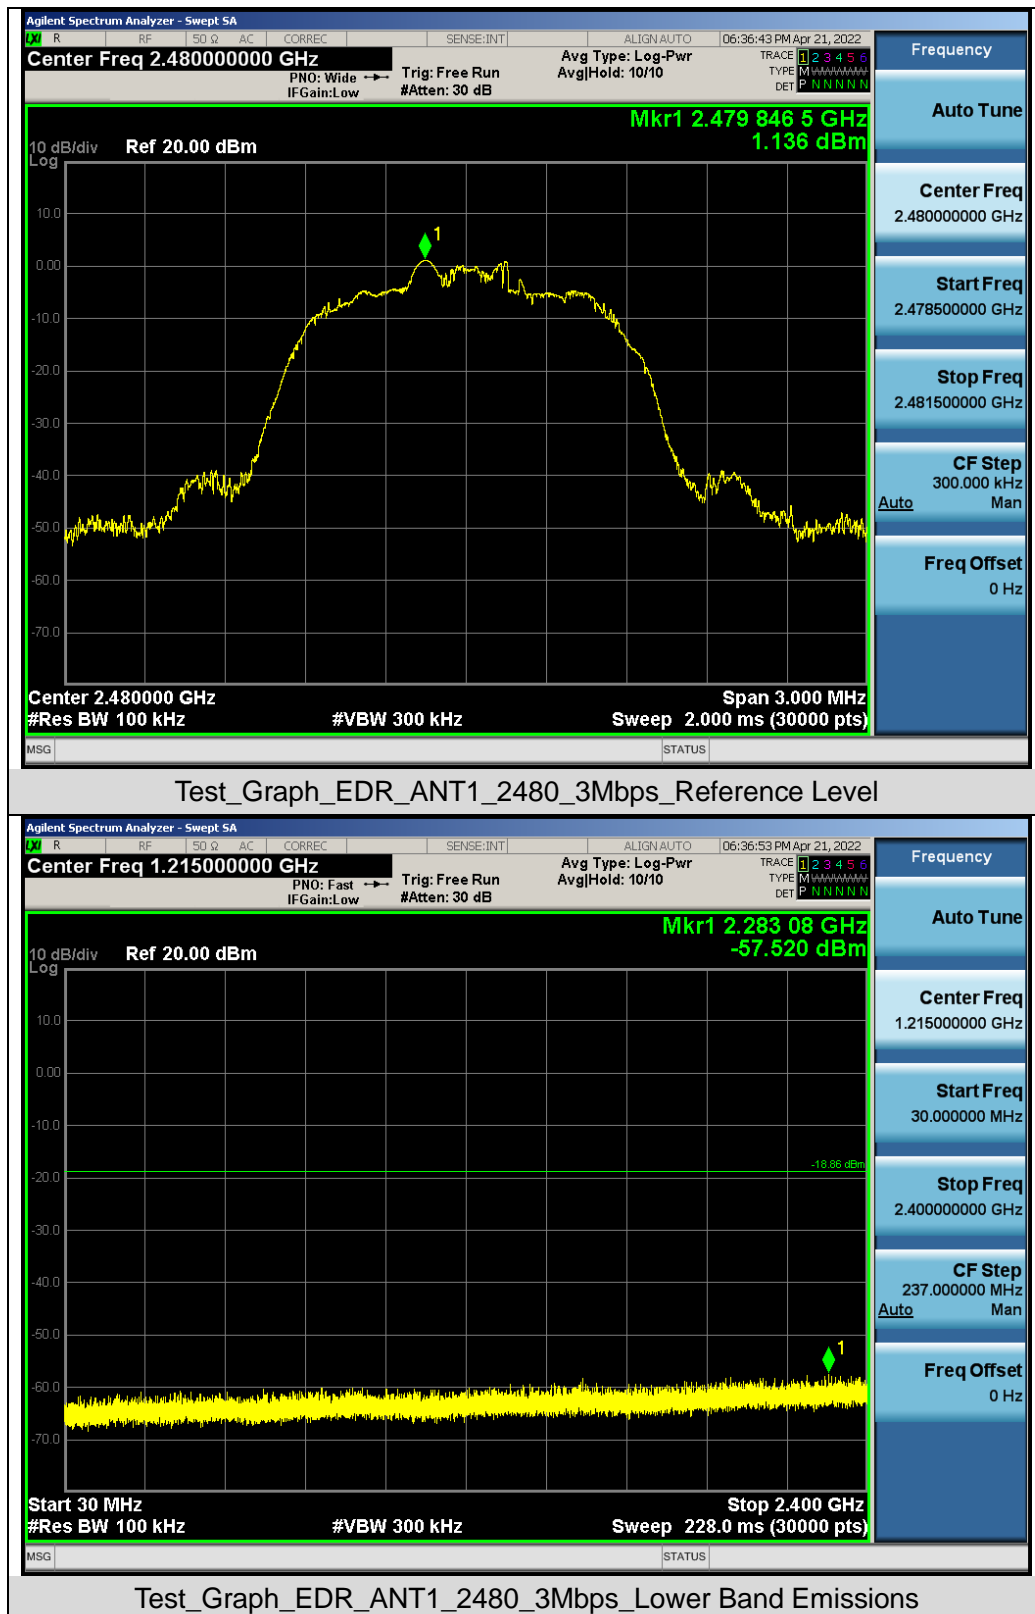 Agilent Spectrum Analyzer - Swept SA
LXI R RF 50 Ω AC CORREC SENSE:INT ALIGN AUTO 06:36:43 PM Apr 21, 2022
Center Freq 2.480000000 GHz
PNO: Wide
IFGain:Low
Trig: Free Run
#Atten: 30 dB
Avg Type: Log-Pwr
Avg|Hold: 10/10
TRACE 1 2 3 4 5 6
TYPE M WWWWW
DET P N N N N N
Mkr1 2.479 846 5 GHz
1.136 dBm
10 dB/div Ref 20.00 dBm
Log
1
10.0
0.00
-10.0
-20.0
-30.0
-40.0
-50.0
-60.0
-70.0
Center 2.480000 GHz Span 3.000 MHz
#Res BW 100 kHz #VBW 300 kHz Sweep 2.000 ms (30000 pts)
MSG STATUS
Frequency
Auto Tune
Center Freq
2.480000000 GHz
Start Freq
2.478500000 GHz
Stop Freq
2.481500000 GHz
CF Step
300.000 kHz
Auto Man
Freq Offset
0 Hz
Test_Graph_EDR_ANT1_2480_3Mbps_Reference Level
Agilent Spectrum Analyzer - Swept SA
LXI R RF 50 Ω AC CORREC SENSE:INT ALIGN AUTO 06:36:53 PM Apr 21, 2022
Center Freq 1.215000000 GHz
PNO: Fast
IFGain:Low
Trig: Free Run
#Atten: 30 dB
Avg Type: Log-Pwr
Avg|Hold: 10/10
TRACE 1 2 3 4 5 6
TYPE M WWWWW
DET P N N N N N
Mkr1 2.283 08 GHz
-57.520 dBm
10 dB/div Ref 20.00 dBm
Log
10.0
0.00
-10.0
-18.86 dBm
-20.0
-30.0
-40.0
-50.0
1
-60.0
-70.0
Start 30 MHz Stop 2.400 GHz
#Res BW 100 kHz #VBW 300 kHz Sweep 228.0 ms (30000 pts)
MSG STATUS
Frequency
Auto Tune
Center Freq
1.215000000 GHz
Start Freq
30.000000 MHz
Stop Freq
2.400000000 GHz
CF Step
237.000000 MHz
Auto Man
Freq Offset
0 Hz
Test_Graph_EDR_ANT1_2480_3Mbps_Lower Band Emissions